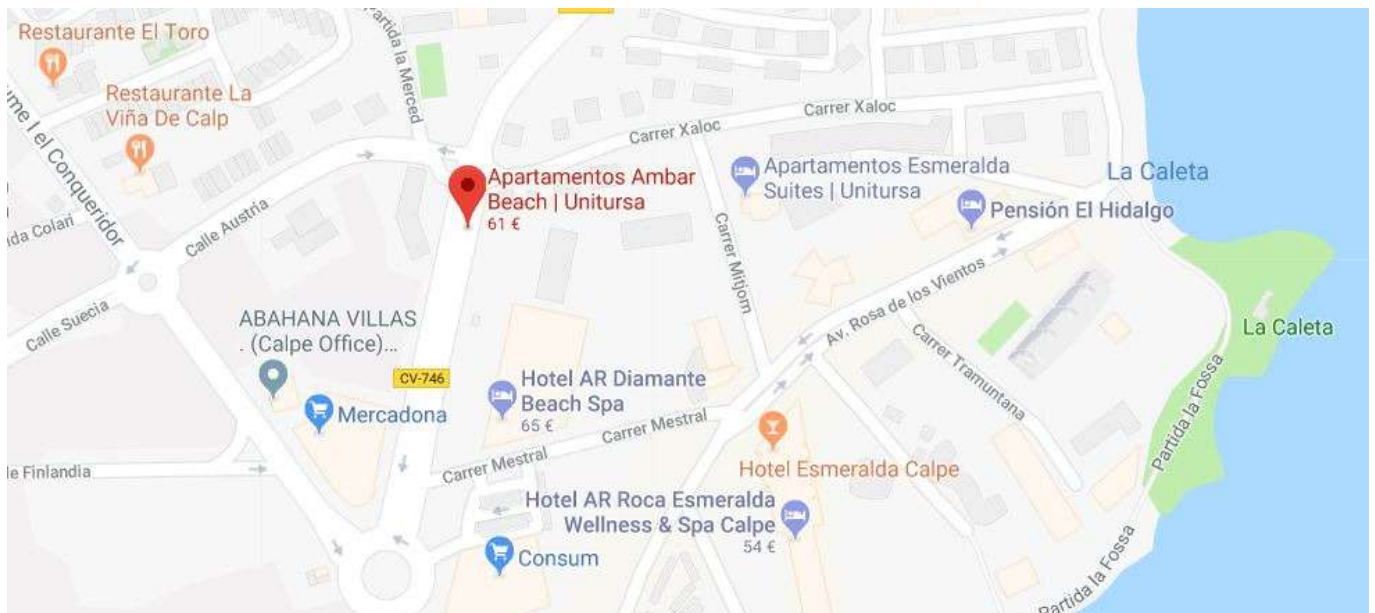 Restaurante El Toro
Restaurante La
Viña De Calp
Partida la Merced
ume I el Conqueridor
Carrer Xaloc
Carrer Xaloc
Apartamentos Ambar
Beach | Unitursa
61 €
Apartamentos Esmeralda
Suites | Unitursa
La Caleta
Pensión El Hidalgo
da Colari
Calle Austria
Carrer Mitjorn
Calle Suecia
ABAHANA VILLAS
. (Calpe Office)...
Av. Rosa de los Vientos
La Caleta
Carrer Tramuntana
CV-746
Hotel AR Diamante
Beach Spa
65 €
Mercadona
Carrer Mestral
Carrer Mestral
Partida la Fossa
le Finlandia
Hotel Esmeralda Calpe
Hotel AR Roca Esmeralda
Wellness & Spa Calpe
54 €
Consum
Partida la Fossa